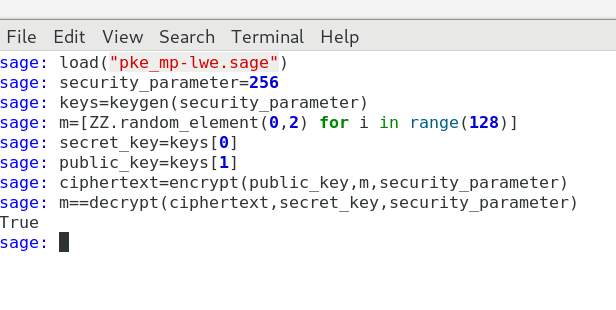 File Edit View Search Terminal Help
sage: load("pke_mp-lwe.sage")
sage: security_parameter=256
sage: keys=keygen(security_parameter)
sage: m=[ZZ.random_element(0,2) for i in range(128)]
sage: secret_key=keys[0]
sage: public_key=keys[1]
sage: ciphertext=encrypt(public_key,m,security_parameter)
sage: m==decrypt(ciphertext,secret_key,security_parameter)
True
sage: